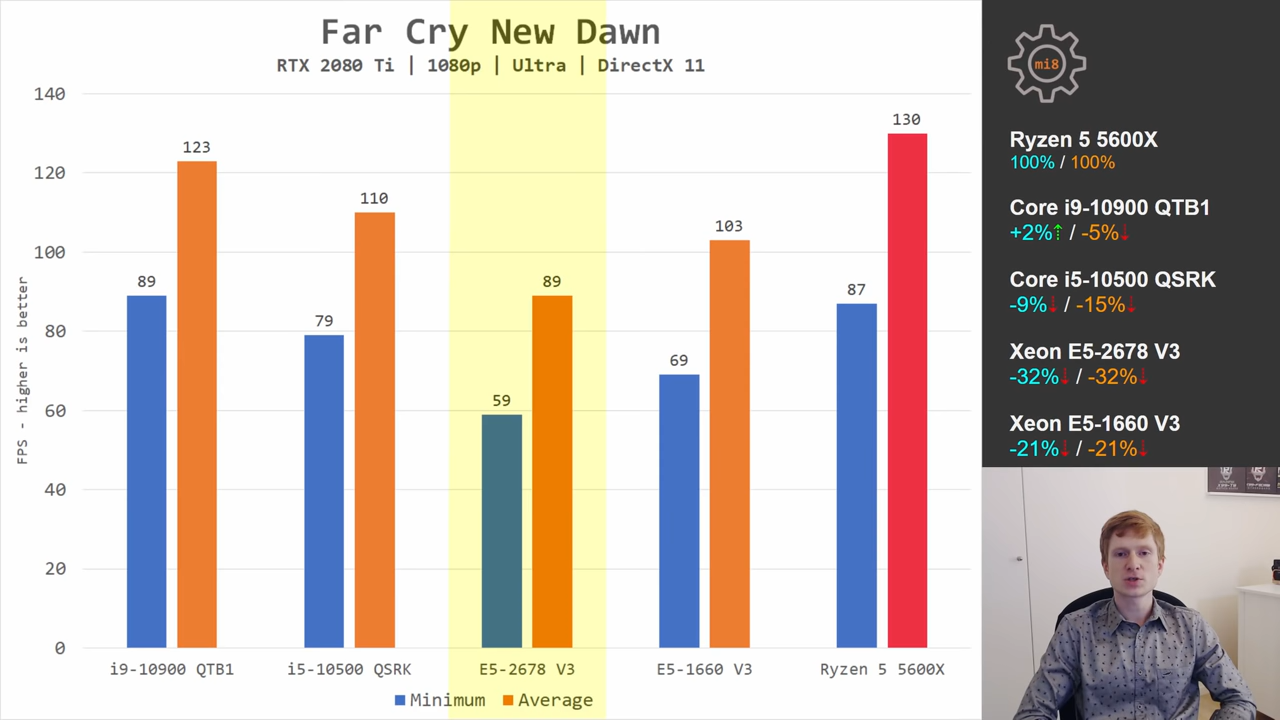 Far Cry New Dawn
RTX 2080 Ti | 1080p | Ultra | DirectX 11
FPS - higher is better
140
120
100
80
60
40
20
0
89
123
79
110
59
89
69
103
87
130
i9-10900 QTB1
i5-10500 QSRK
E5-2678 V3
E5-1660 V3
Ryzen 5 5600X
Minimum
Average
mi8
Ryzen 5 5600X
100% / 100%
Core i9-10900 QTB1
+2%⇡ / -5%↓
Core i5-10500 QSRK
-9%↓ / -15%↓
Xeon E5-2678 V3
-32%↓ / -32%↓
Xeon E5-1660 V3
-21%↓ / -21%↓